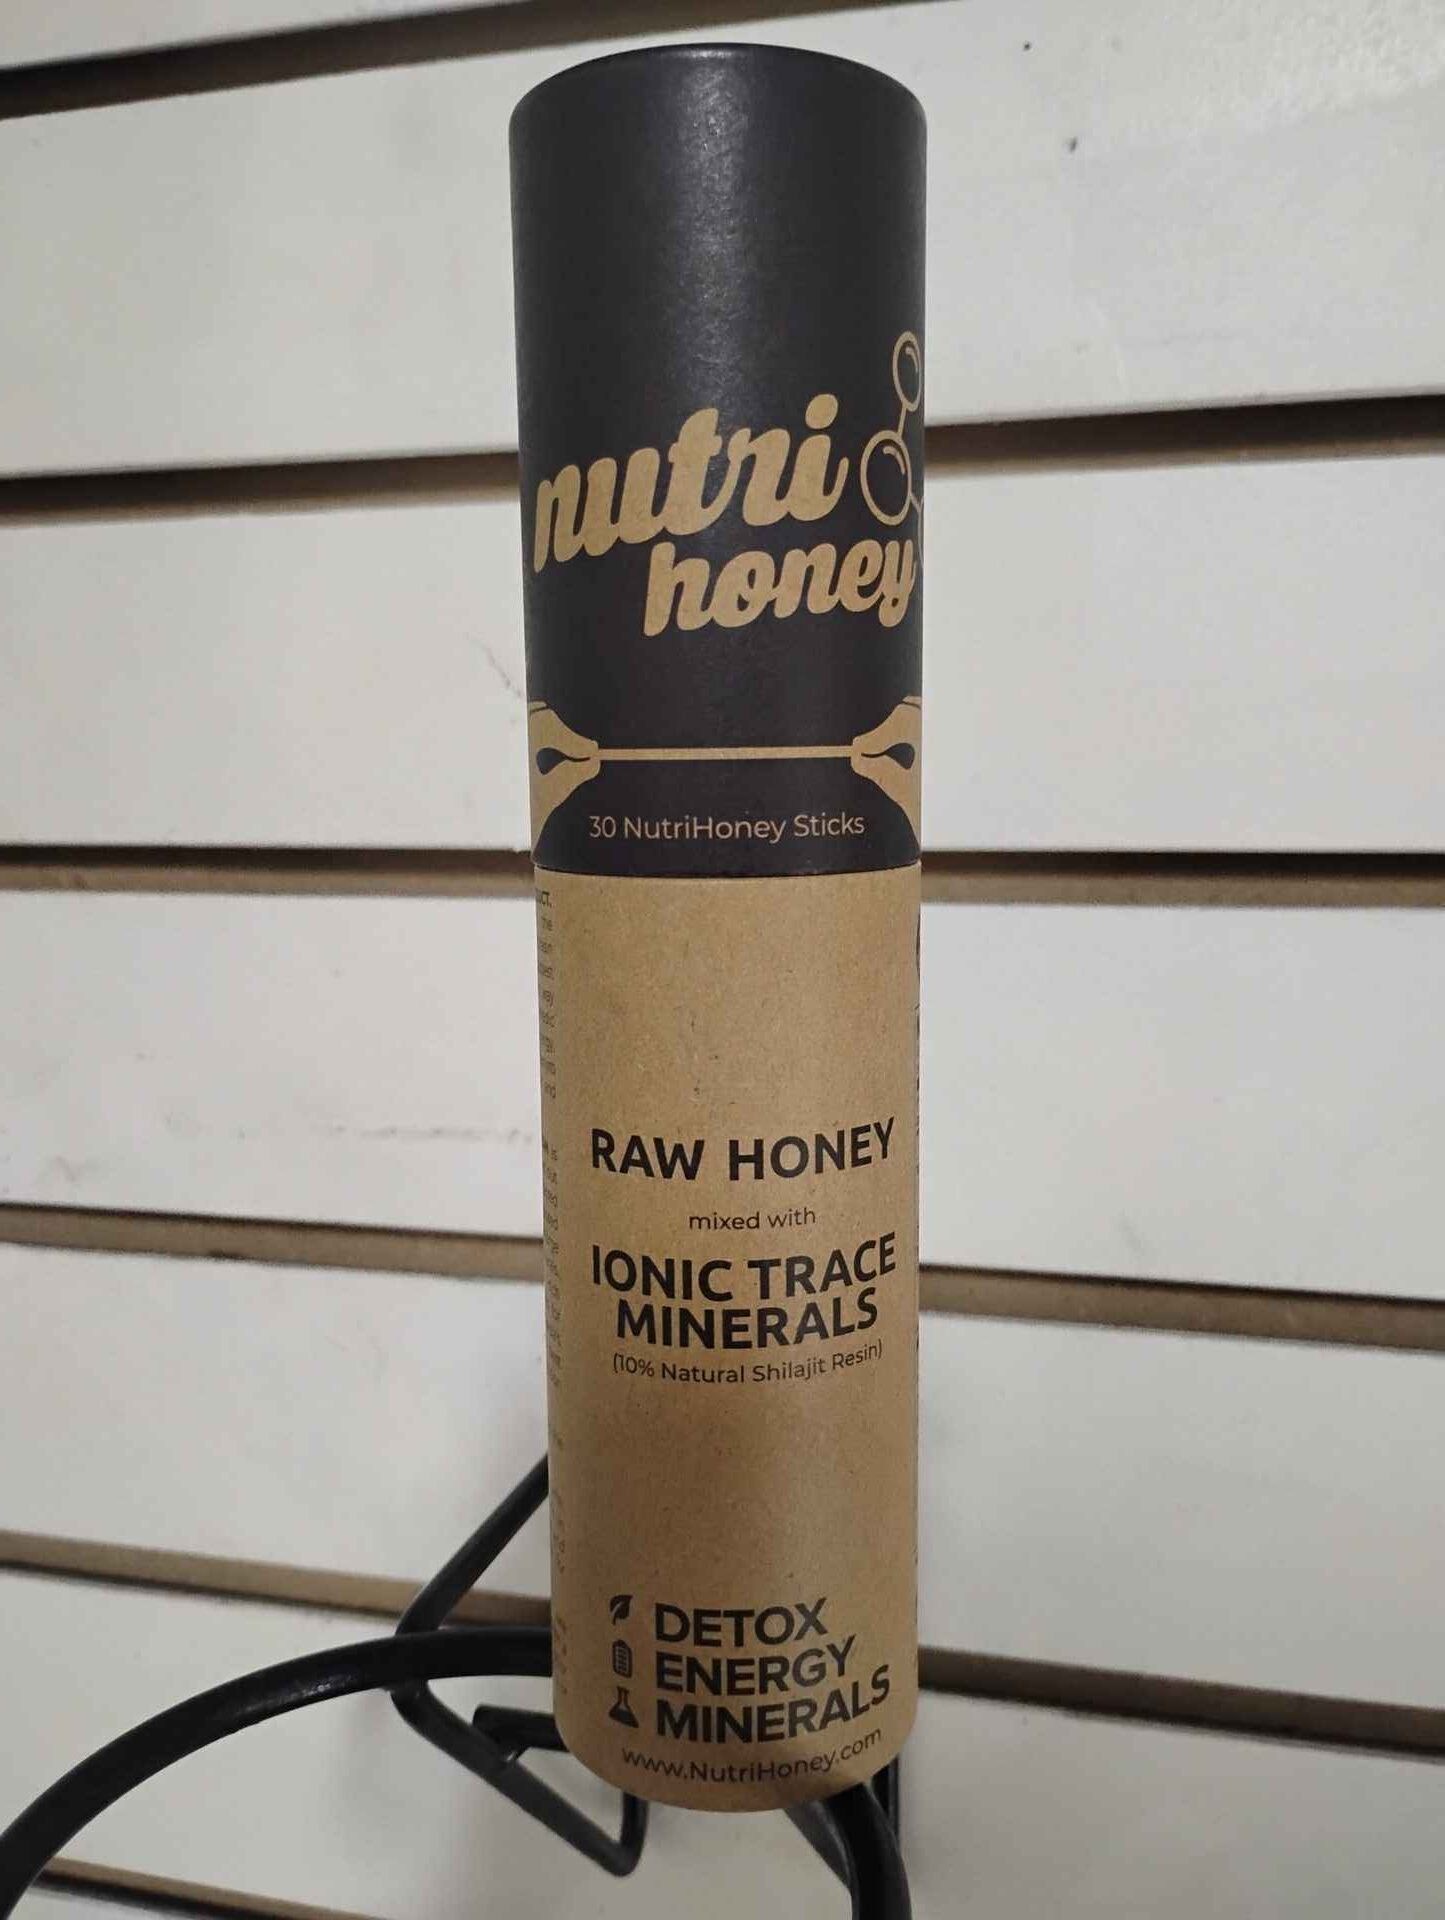 nutri
honey
30 NutriHoney Sticks
RAW HONEY
mixed with
IONIC TRACE
MINERALS
(10% Natural Shilajit Resin)
DETOX
ENERGY
MINERALS
www.NutriHoney.com